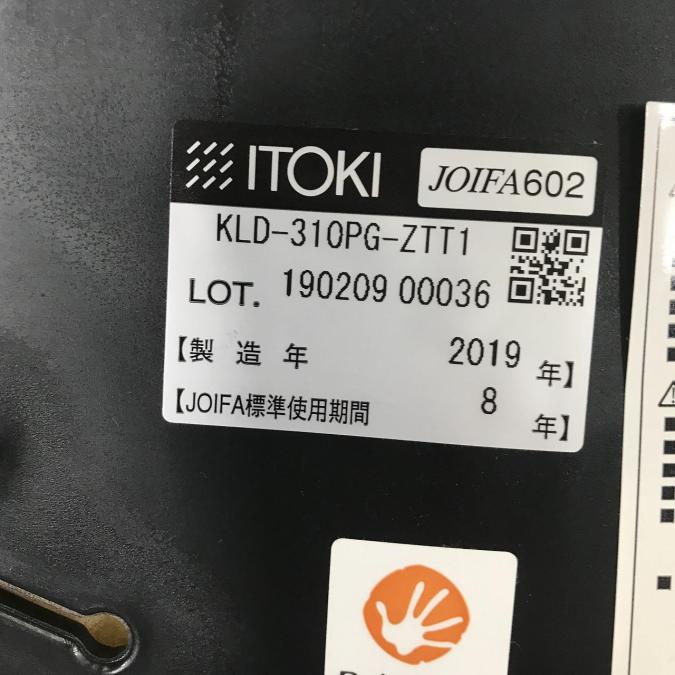 ITOKI JOIFA602
KLD-310PG-ZTT1
LOT. 190209 00036
【製 造 年 2019 年】
【JOIFA標準使用期間 8 年】